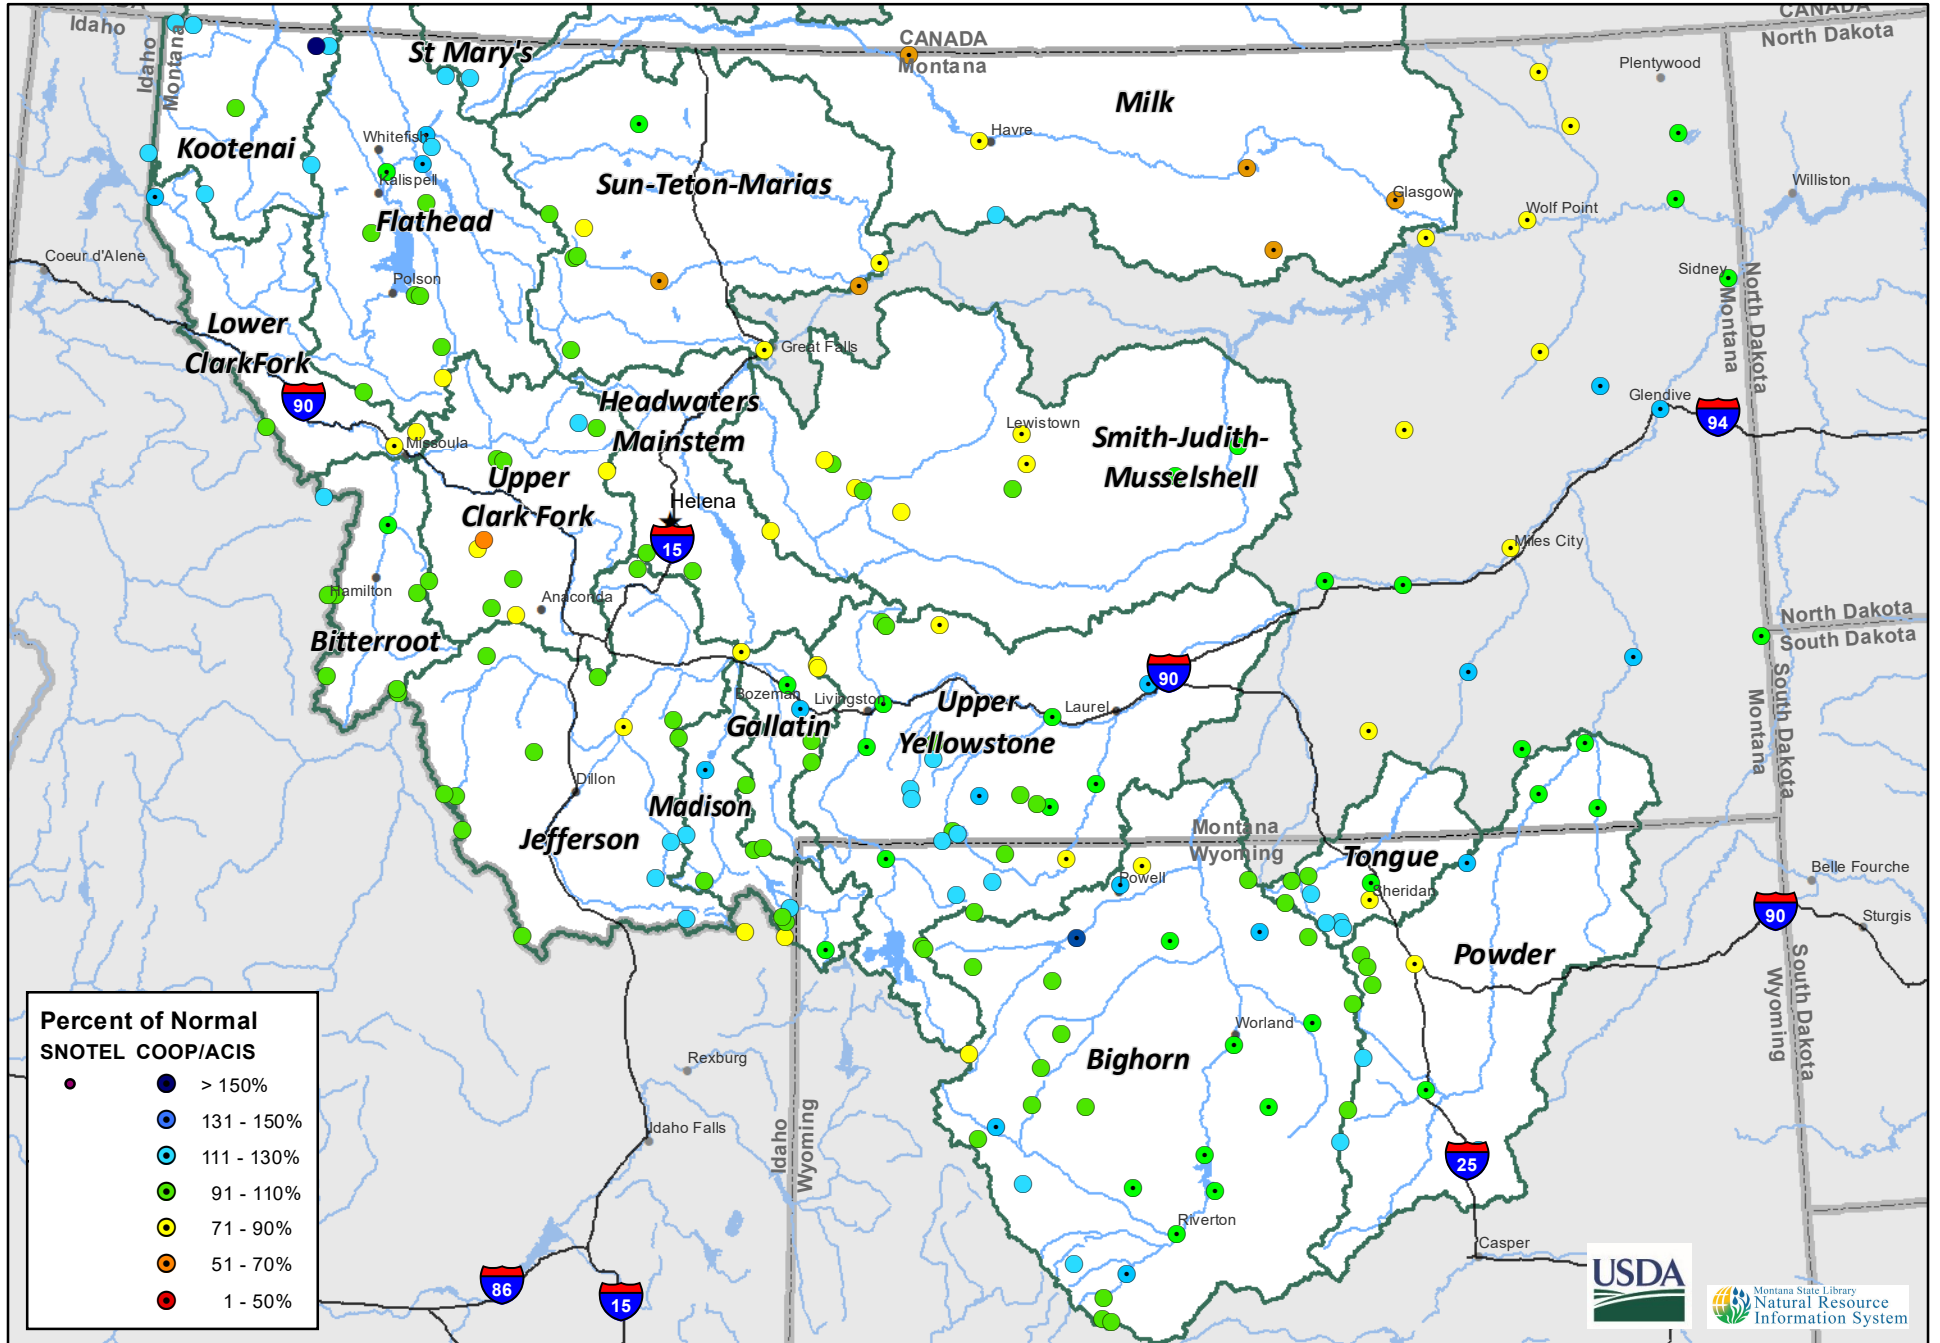 CANADA
Idaho
Idaho
Montana
St Mary's
CANADA
Montana
CANADA
North Dakota
Plentywood
Milk
Havre
Whitefish
Kootenai
Kalispell
Sun-Teton-Marias
Glasgow
Williston
Wolf Point
Flathead
Coeur d'Alene
Polson
Sidney
Montana
North Dakota
Lower
ClarkFork
Great Falls
90
Headwaters
Mainstem
Glendive
94
Lewistown
Smith-Judith-
Musselshell
Missoula
Upper
Clark Fork
Helena
15
Miles City
Hamilton
Anaconda
North Dakota
South Dakota
Bitterroot
90
Bozeman
Livingston
Laurel
Upper
Yellowstone
Gallatin
Montana
South Dakota
Dillon
Madison
Jefferson
Montana
Wyoming
Tongue
Powell
Sheridan
Belle Fourche
90
Sturgis
Powder
South Dakota
Wyoming
Percent of Normal
SNOTEL COOP/ACIS
> 150%
131 - 150%
111 - 130%
91 - 110%
71 - 90%
51 - 70%
1 - 50%
Worland
Rexburg
Bighorn
Idaho Falls
Idaho
Wyoming
25
Riverton
Casper
86
15
USDA
Montana State Library
Natural Resource
Information System